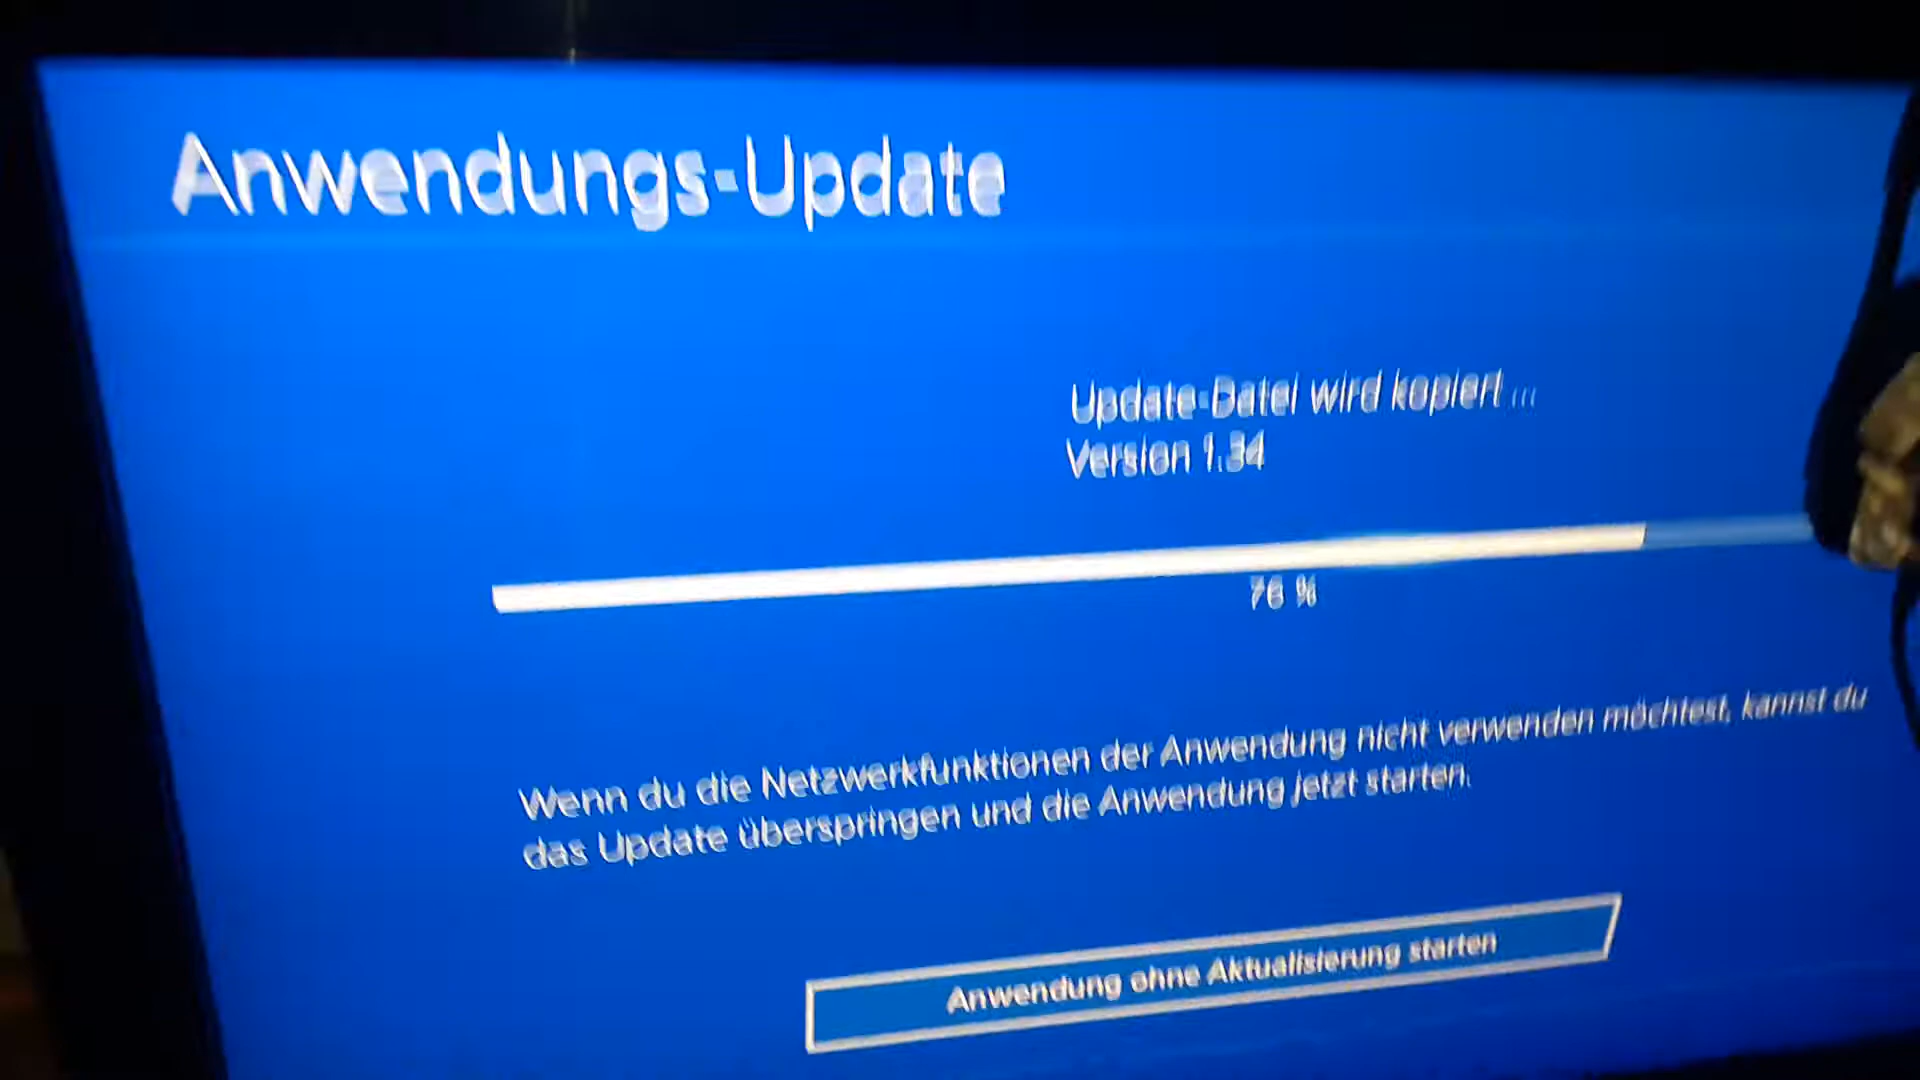 Anwendungs-Update
Update-Datei wird kopiert ...
Version 1.34
76 %
Wenn du die Netzwerkfunktionen der Anwendung nicht verwenden möchtest, kannst du
das Update überspringen und die Anwendung jetzt starten.
Anwendung ohne Aktualisierung starten